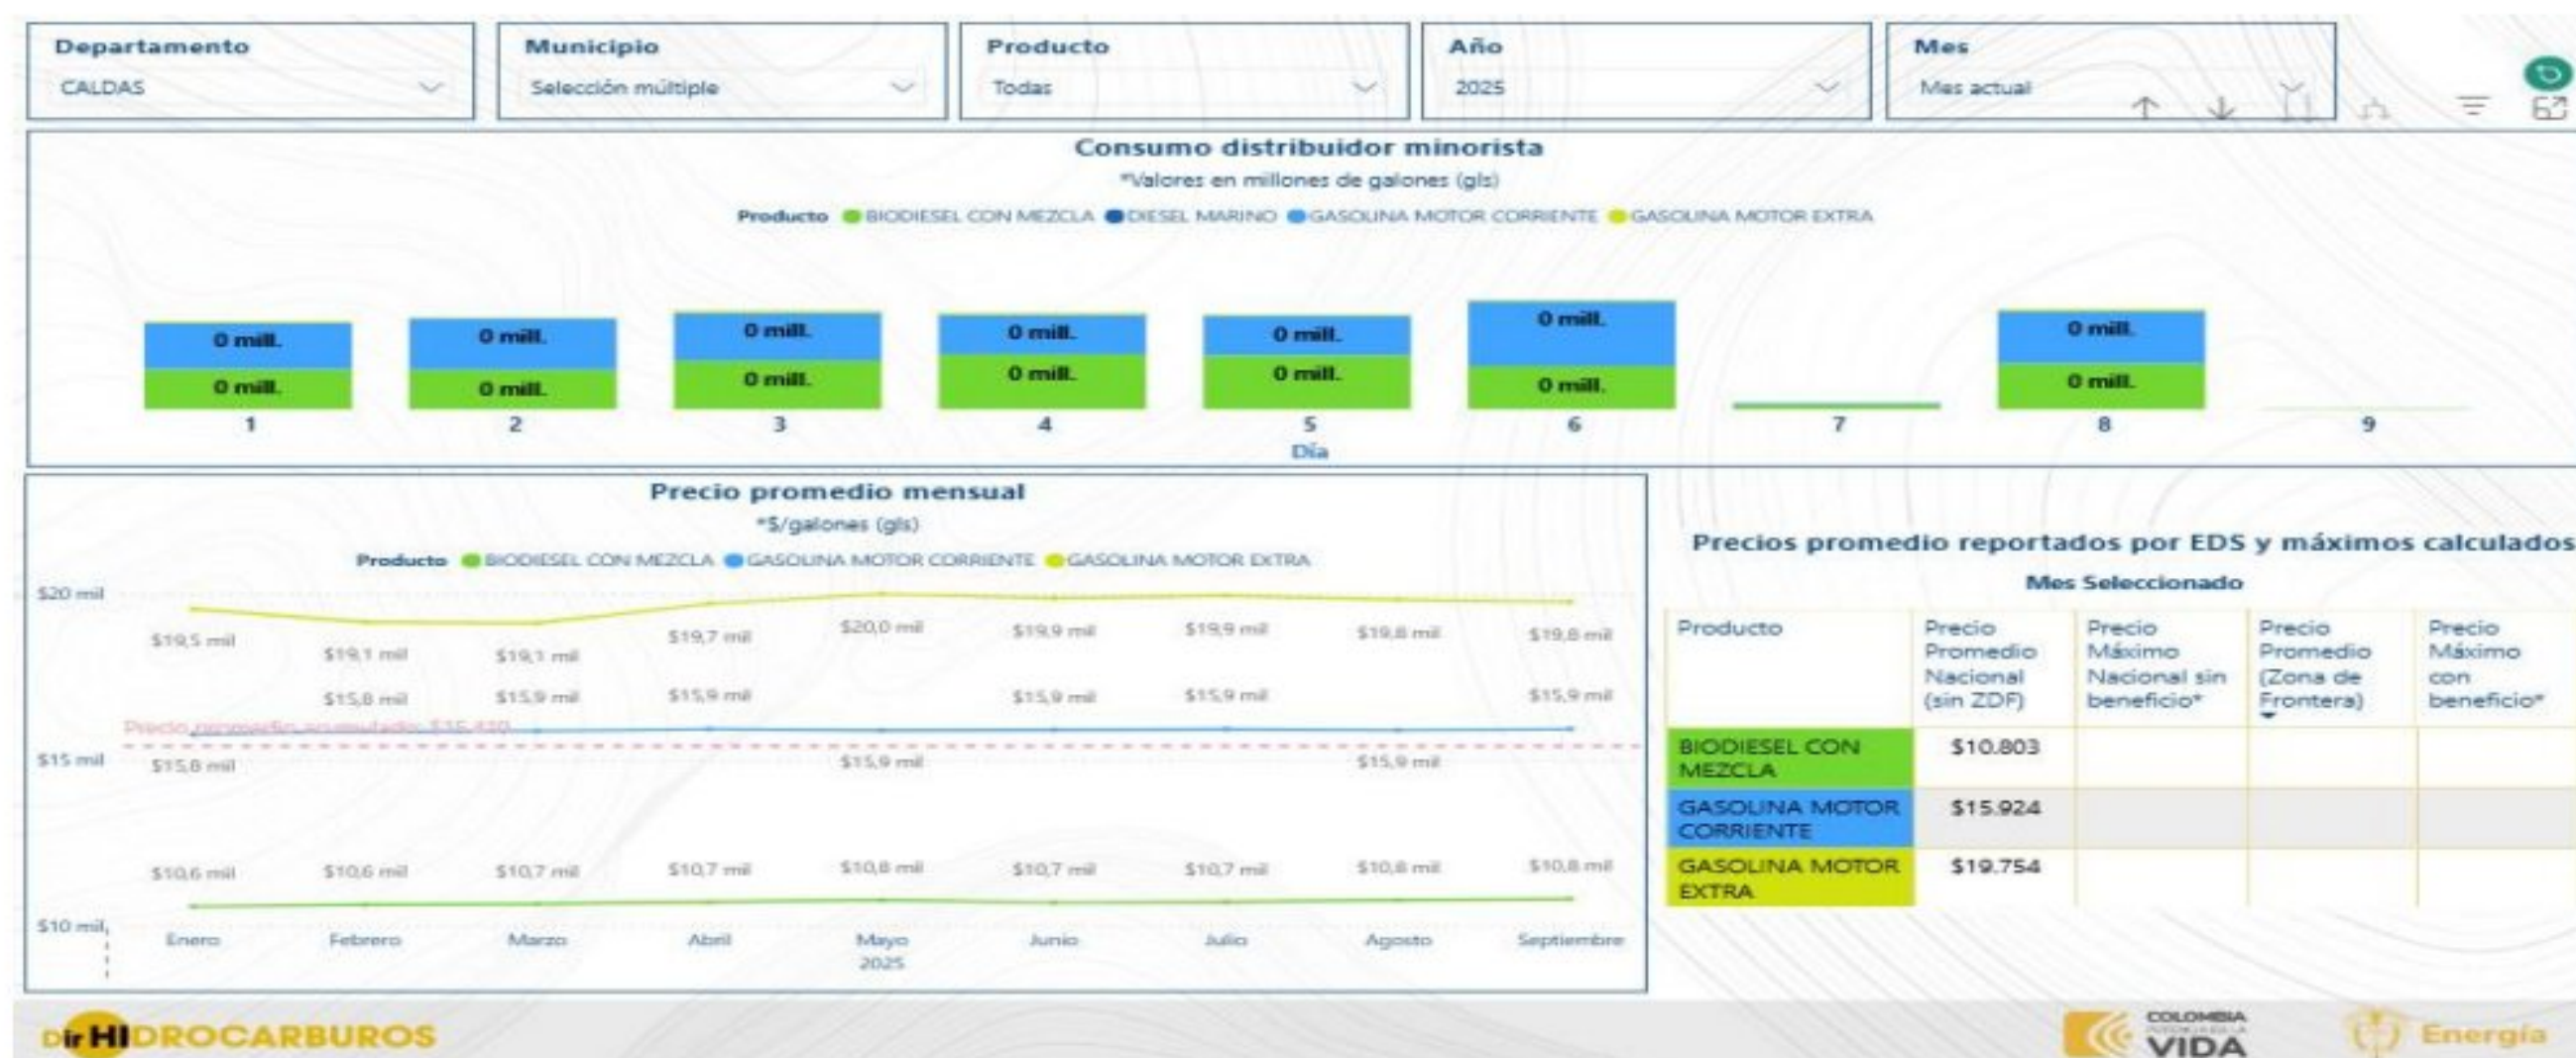 Departamento
CALDAS
Municipio
Selección múltiple
Producto
Todas
Año
2025
Mes
Mes actual
Consumo distribuidor minorista
*Valores en millones de galones (gls)
Producto BIODIESEL CON MEZCLA DIESEL MARINO GASOLINA MOTOR CORRIENTE GASOLINA MOTOR EXTRA
0 mill. 0 mill. 0 mill. 0 mill. 0 mill. 0 mill. 0 mill.
0 mill. 0 mill. 0 mill. 0 mill. 0 mill. 0 mill. 0 mill.
1 2 3 4 5 6 7 8 9
Día
Precio promedio mensual
*$/galones (gls)
Producto BIODIESEL CON MEZCLA GASOLINA MOTOR CORRIENTE GASOLINA MOTOR EXTRA
$20 mil
$19,5 mil $19,1 mil $19,1 mil $19,7 mil $20,0 mil $19,9 mil $19,9 mil $19,8 mil $19,8 mil
$15,8 mil $15,9 mil $15,9 mil $15,9 mil $15,9 mil $15,9 mil
Precio promedio acumulado: $15.410
$15 mil
$15,8 mil $15,9 mil $15,9 mil
$10,6 mil $10,6 mil $10,7 mil $10,7 mil $10,8 mil $10,7 mil $10,7 mil $10,8 mil $10,8 mil
$10 mil
Enero Febrero Marzo Abril Mayo Junio Julio Agosto Septiembre
2025
Precios promedio reportados por EDS y máximos calculados
Mes Seleccionado
Producto
Precio Promedio Nacional (sin ZDF)
Precio Máximo Nacional sin beneficio*
Precio Promedio (Zona de Frontera)
Precio Máximo con beneficio*
BIODIESEL CON MEZCLA $10.803
GASOLINA MOTOR CORRIENTE $15.924
GASOLINA MOTOR EXTRA $19.754
Dir HIDROCARBUROS
COLOMBIA
VIDA
Energía